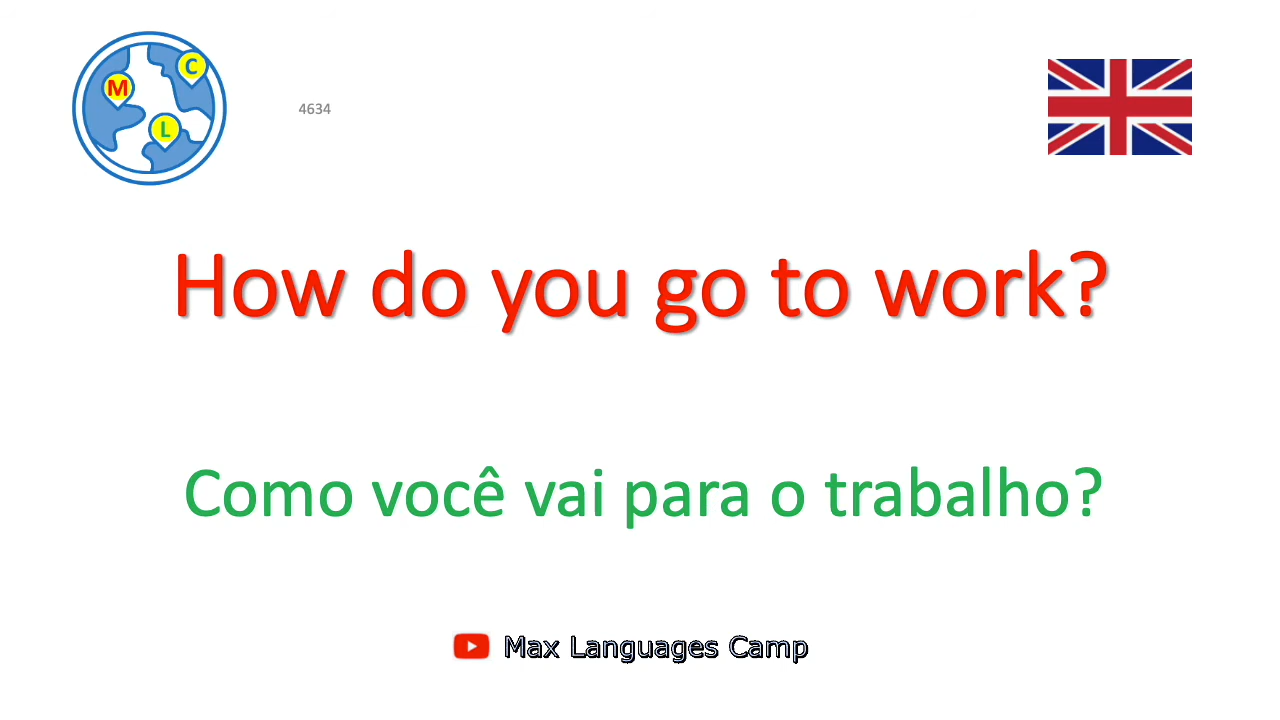 M
C
L
4634
How do you go to work?
Como você vai para o trabalho?
Max Languages Camp